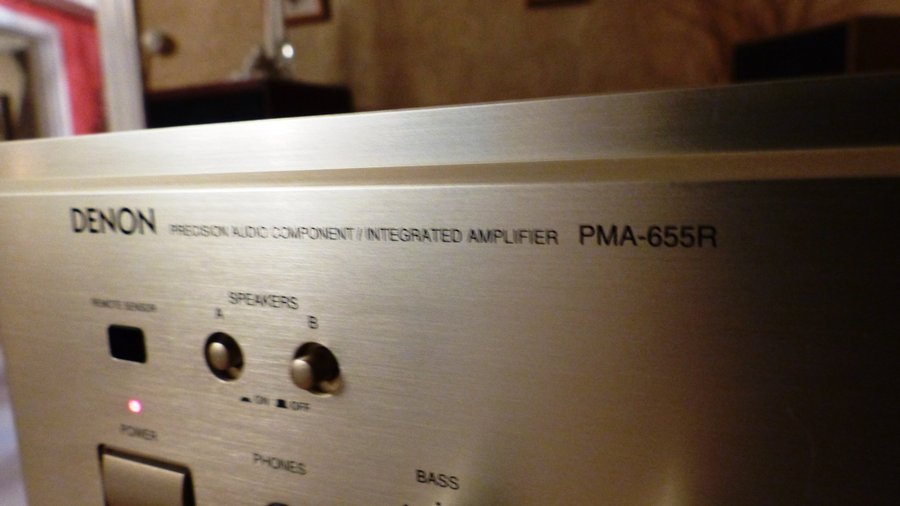 DENON PRECISION AUDIO COMPONENT / INTEGRATED AMPLIFIER PMA-655R
REMOTE SENSOR
SPEAKERS
A B
ON OFF
POWER
PHONES
BASS